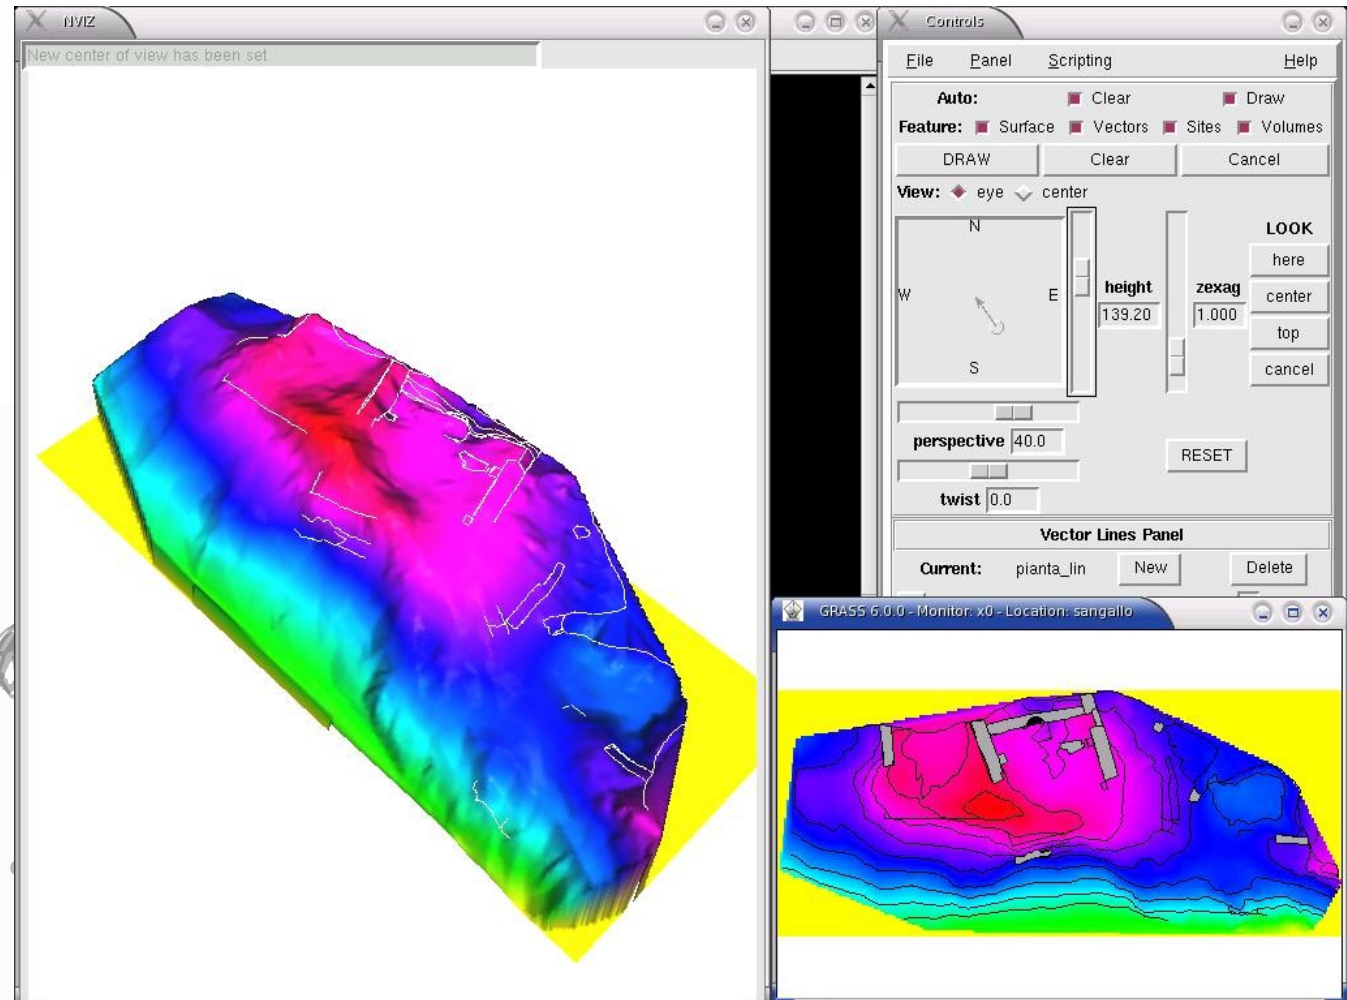 NVIZ
New center of view has been set
Controls
File Panel Scripting Help
Auto: Clear Draw
Feature: Surface Vectors Sites Volumes
DRAW Clear Cancel
View: eye center
N
W E
S
height
139.20
zexag
1.000
LOOK
here
center
top
cancel
perspective 40.0
RESET
twist 0.0
Vector Lines Panel
Current: pianta_lin New Delete
GRASS 6.0.0 - Monitor: x0 - Location: sangallo